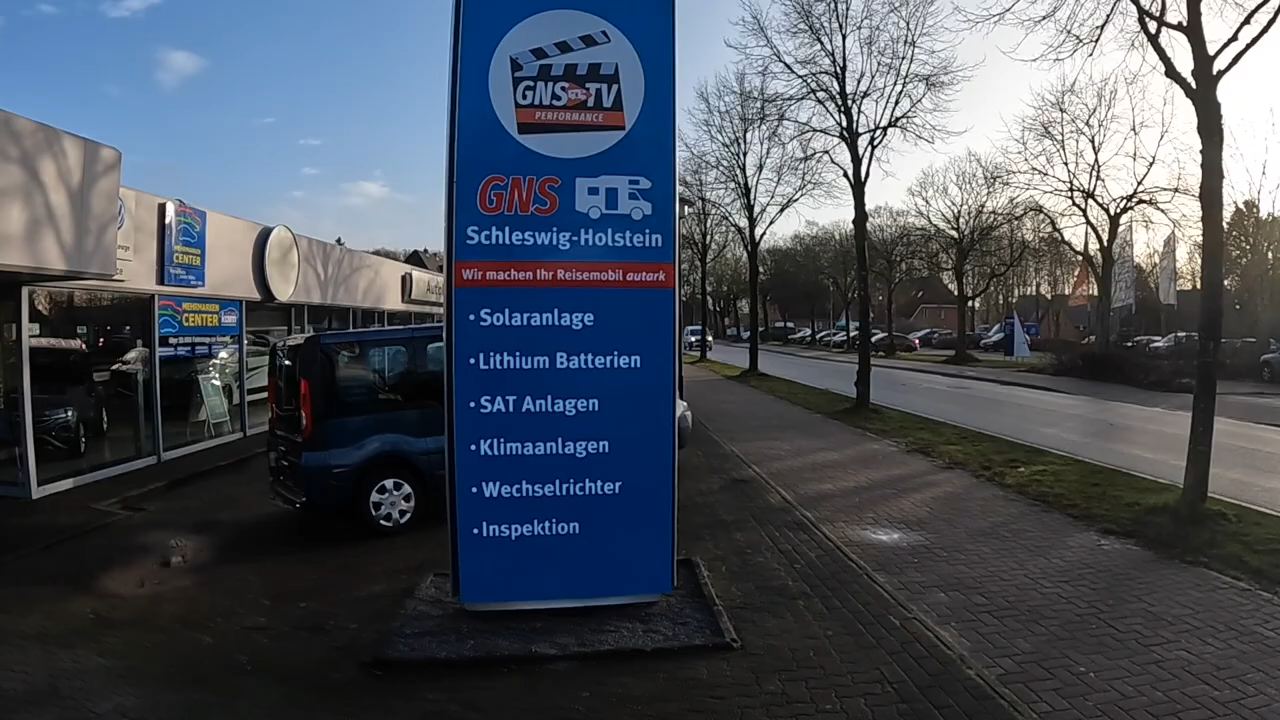 GNS TV
PERFORMANCE
GNS
Schleswig-Holstein
Wir machen Ihr Reisemobil autark
• Solaranlage
• Lithium Batterien
• SAT Anlagen
• Klimaanlagen
• Wechselrichter
• Inspektion
MEHRMARKEN
CENTER
MEHRMARKEN
CENTER
Auto